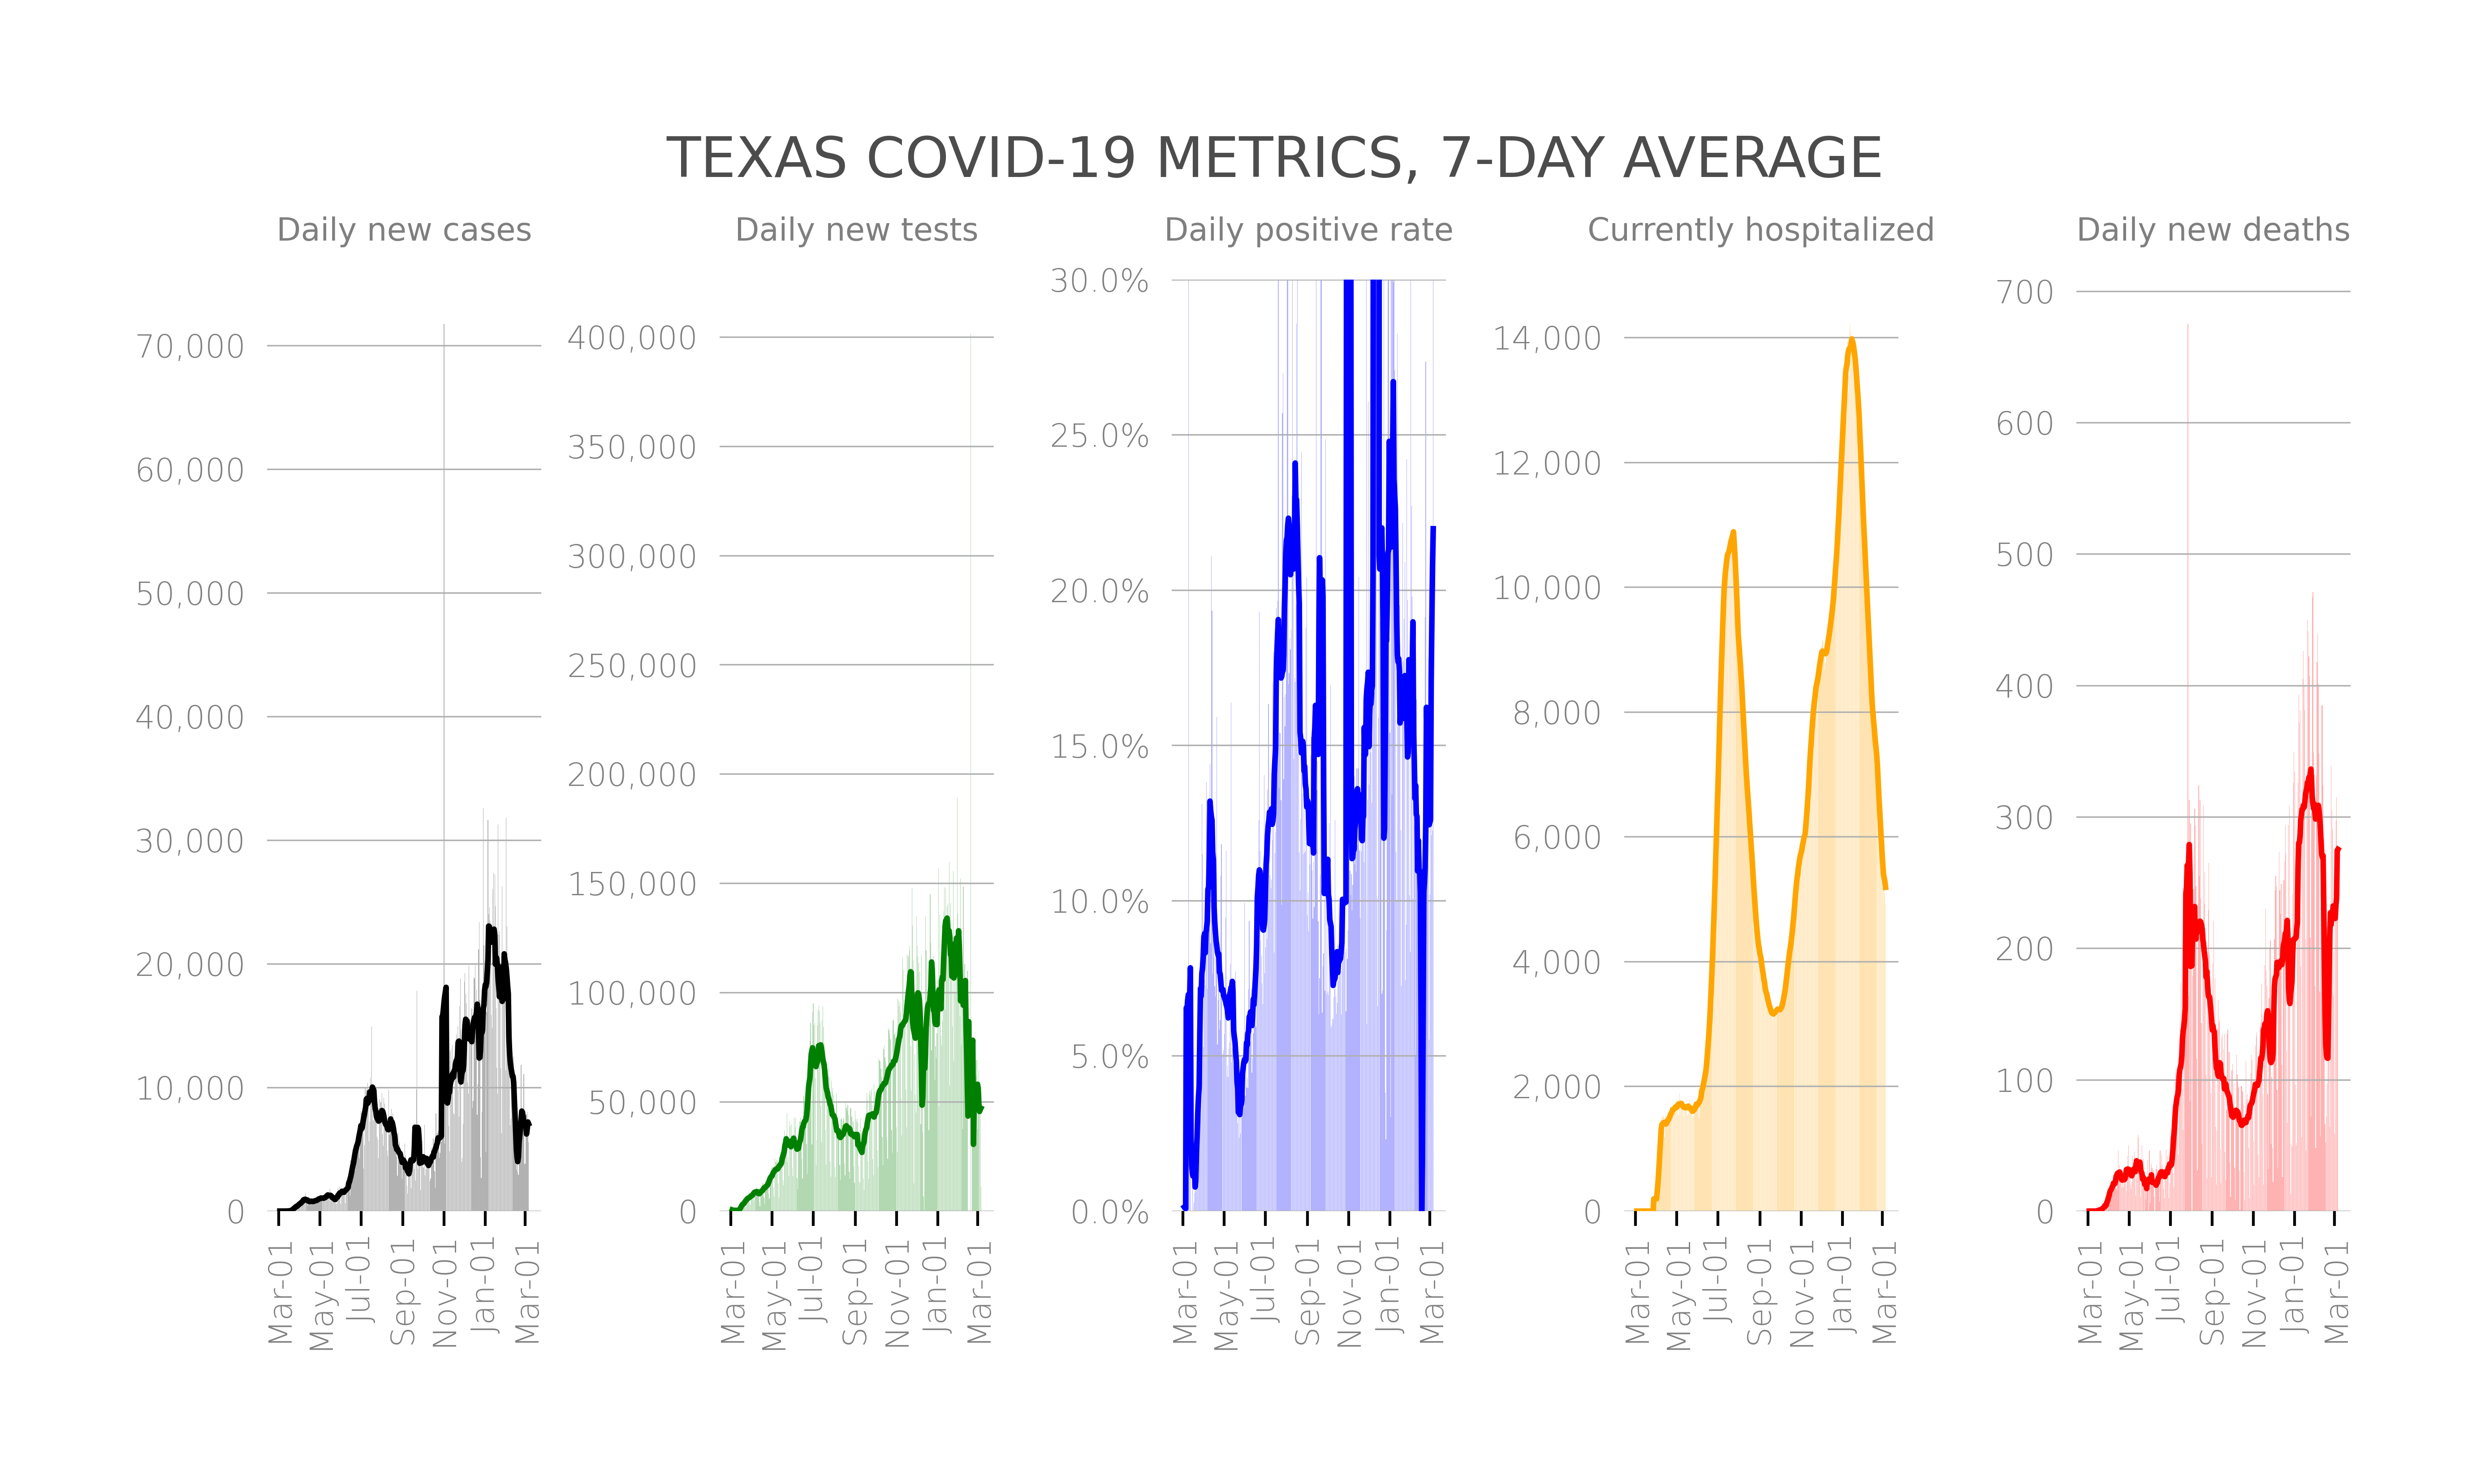 TEXAS COVID-19 METRICS, 7-DAY AVERAGE
Daily new cases
70,000
60,000
50,000
40,000
30,000
20,000
10,000
0
Mar-01
May-01
Jul-01
Sep-01
Nov-01
Jan-01
Mar-01
Daily new tests
400,000
350,000
300,000
250,000
200,000
150,000
100,000
50,000
0
Mar-01
May-01
Jul-01
Sep-01
Nov-01
Jan-01
Mar-01
Daily positive rate
30.0%
25.0%
20.0%
15.0%
10.0%
5.0%
0.0%
Mar-01
May-01
Jul-01
Sep-01
Nov-01
Jan-01
Mar-01
Currently hospitalized
14,000
12,000
10,000
8,000
6,000
4,000
2,000
0
Mar-01
May-01
Jul-01
Sep-01
Nov-01
Jan-01
Mar-01
Daily new deaths
700
600
500
400
300
200
100
0
Mar-01
May-01
Jul-01
Sep-01
Nov-01
Jan-01
Mar-01